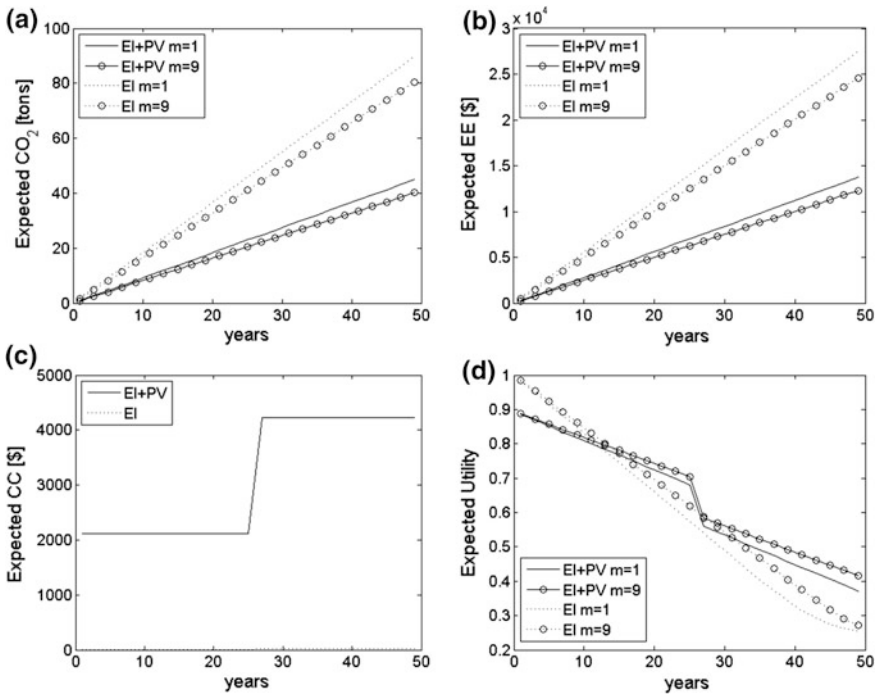 (a)
Expected CO2 [tons]
100
80
60
40
20
0
EI+PV m=1
EI+PV m=9
EI m=1
EI m=9
0 10 20 30 40 50
years
(b)
x 10^4
Expected EE [$]
3
2.5
2
1.5
1
0.5
0
EI+PV m=1
EI+PV m=9
EI m=1
EI m=9
0 10 20 30 40 50
years
(c)
Expected CC [$]
5000
4000
3000
2000
1000
0
EI+PV
EI
0 10 20 30 40 50
years
(d)
Expected Utility
1
0.9
0.8
0.7
0.6
0.5
0.4
0.3
0.2
EI+PV m=1
EI+PV m=9
EI m=1
EI m=9
0 10 20 30 40 50
years